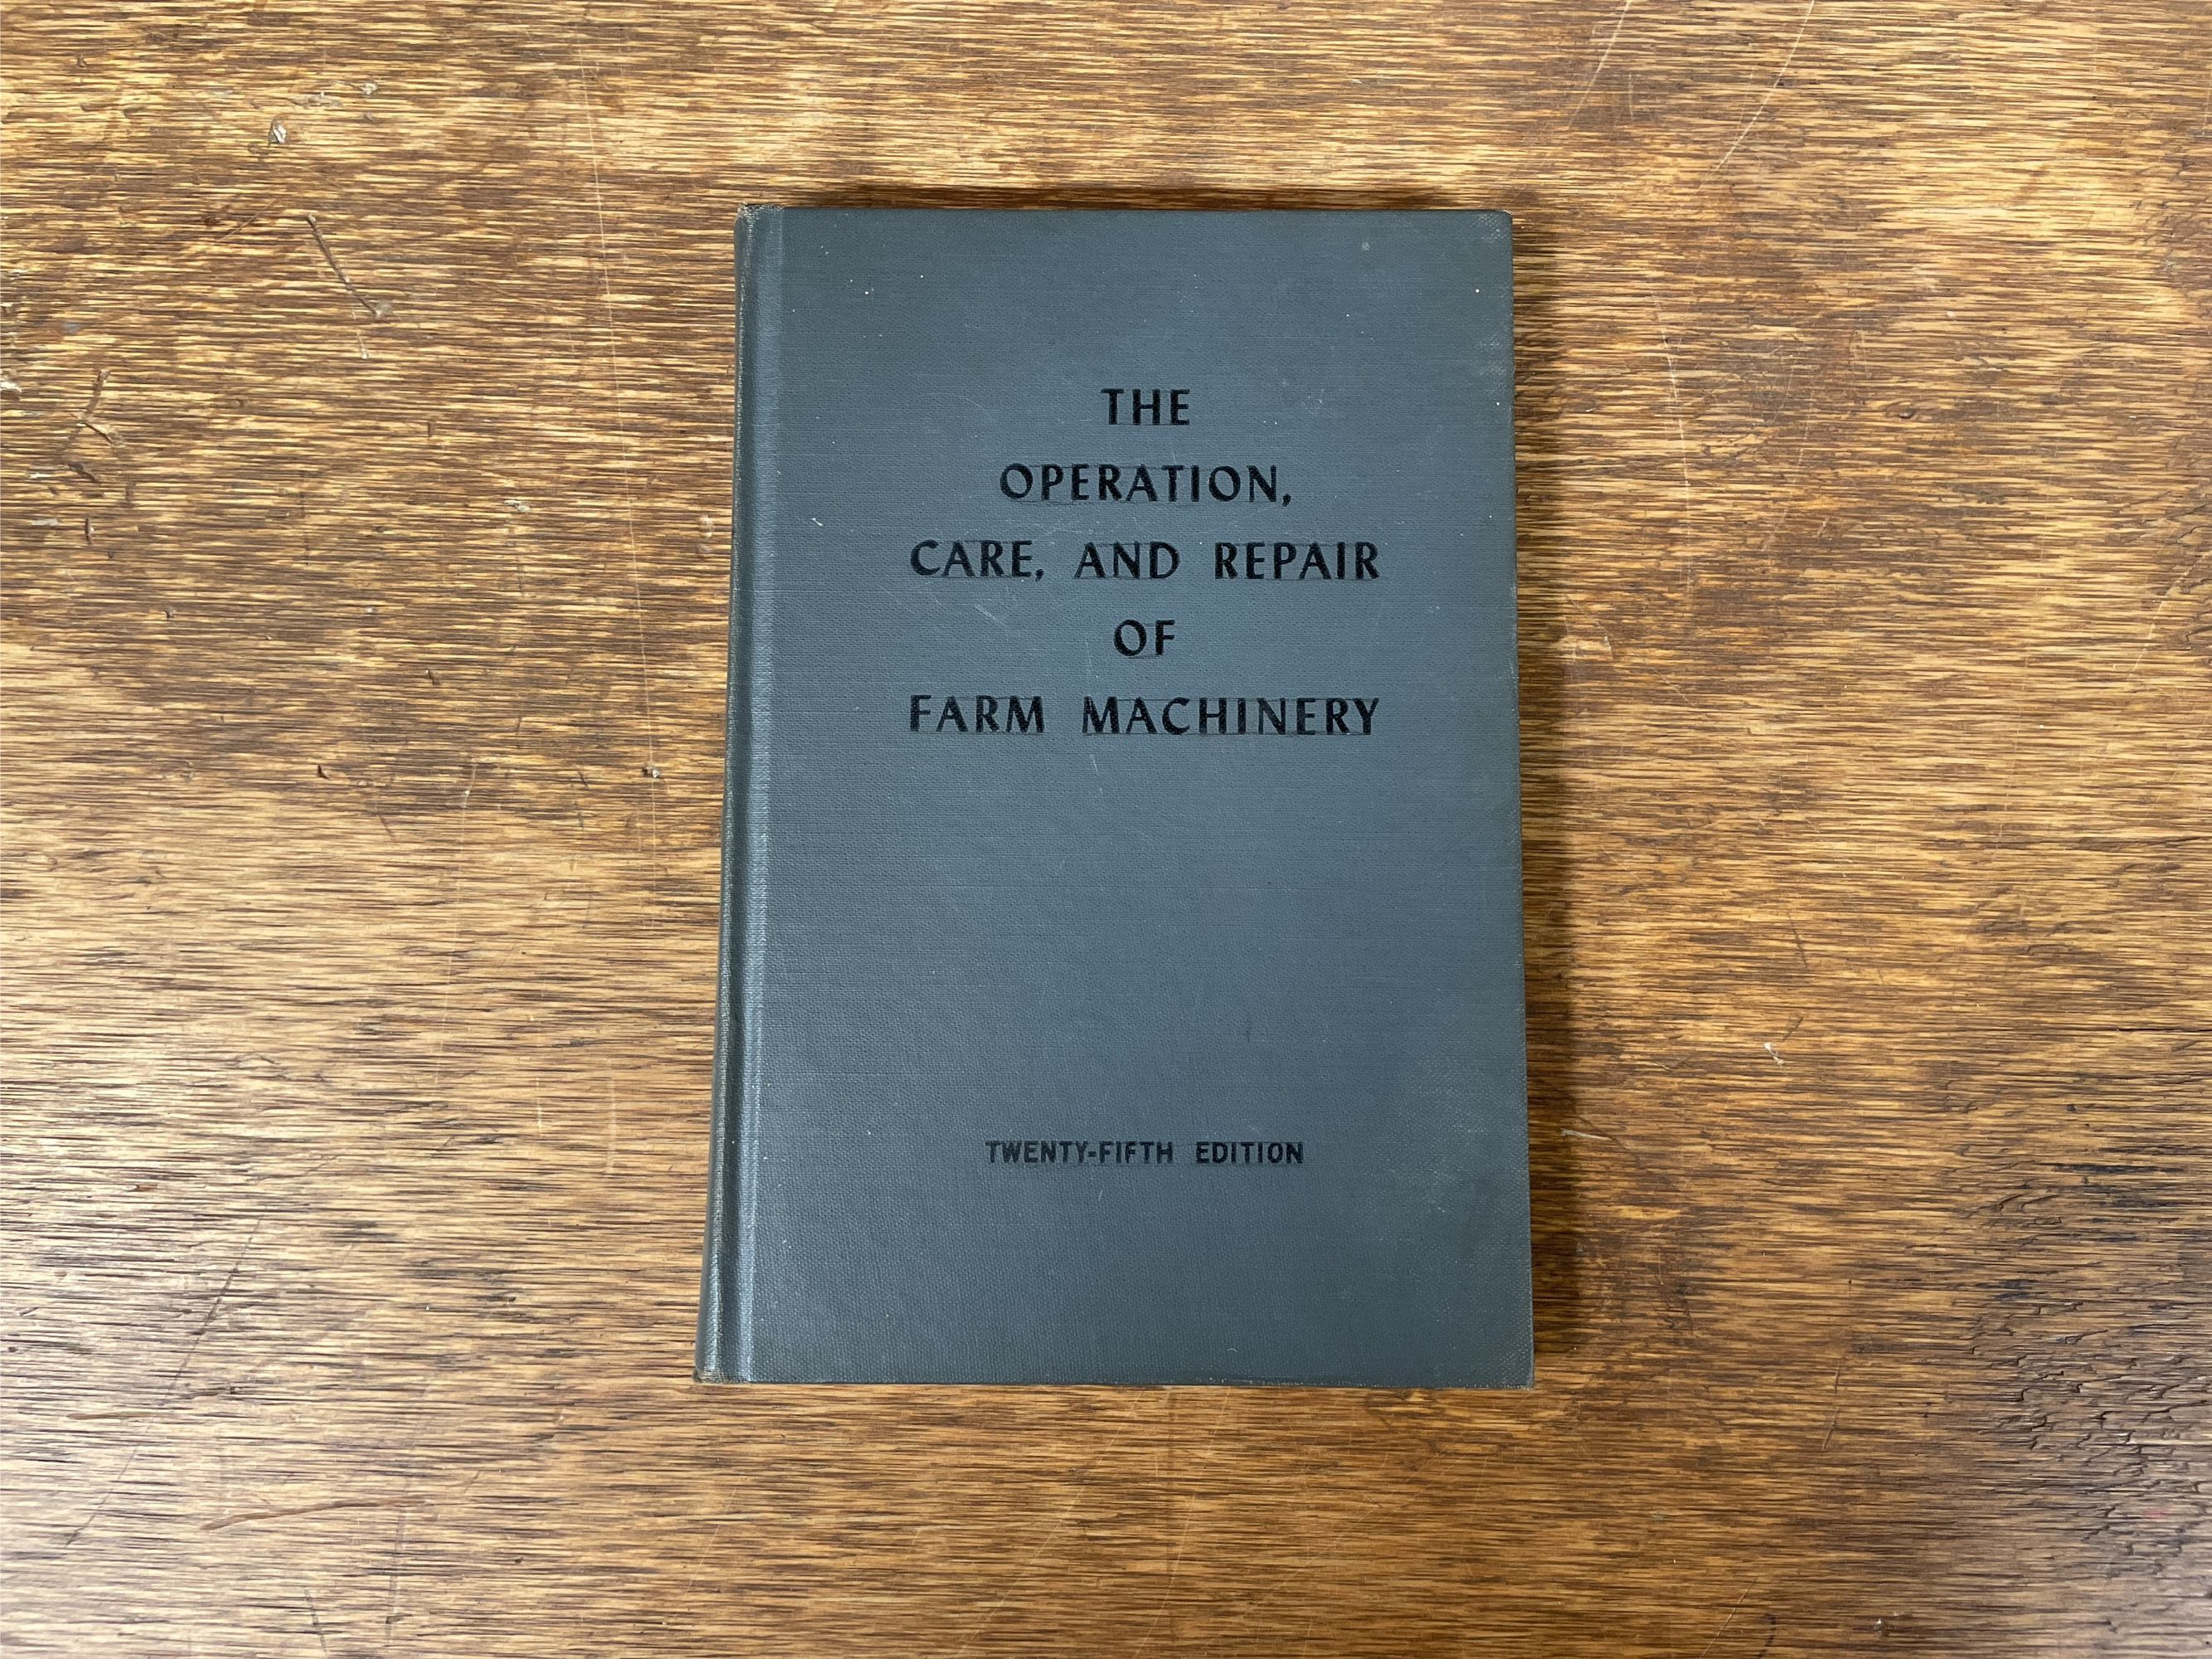 THE
OPERATION,
CARE, AND REPAIR
OF
FARM MACHINERY
TWENTY-FIFTH EDITION